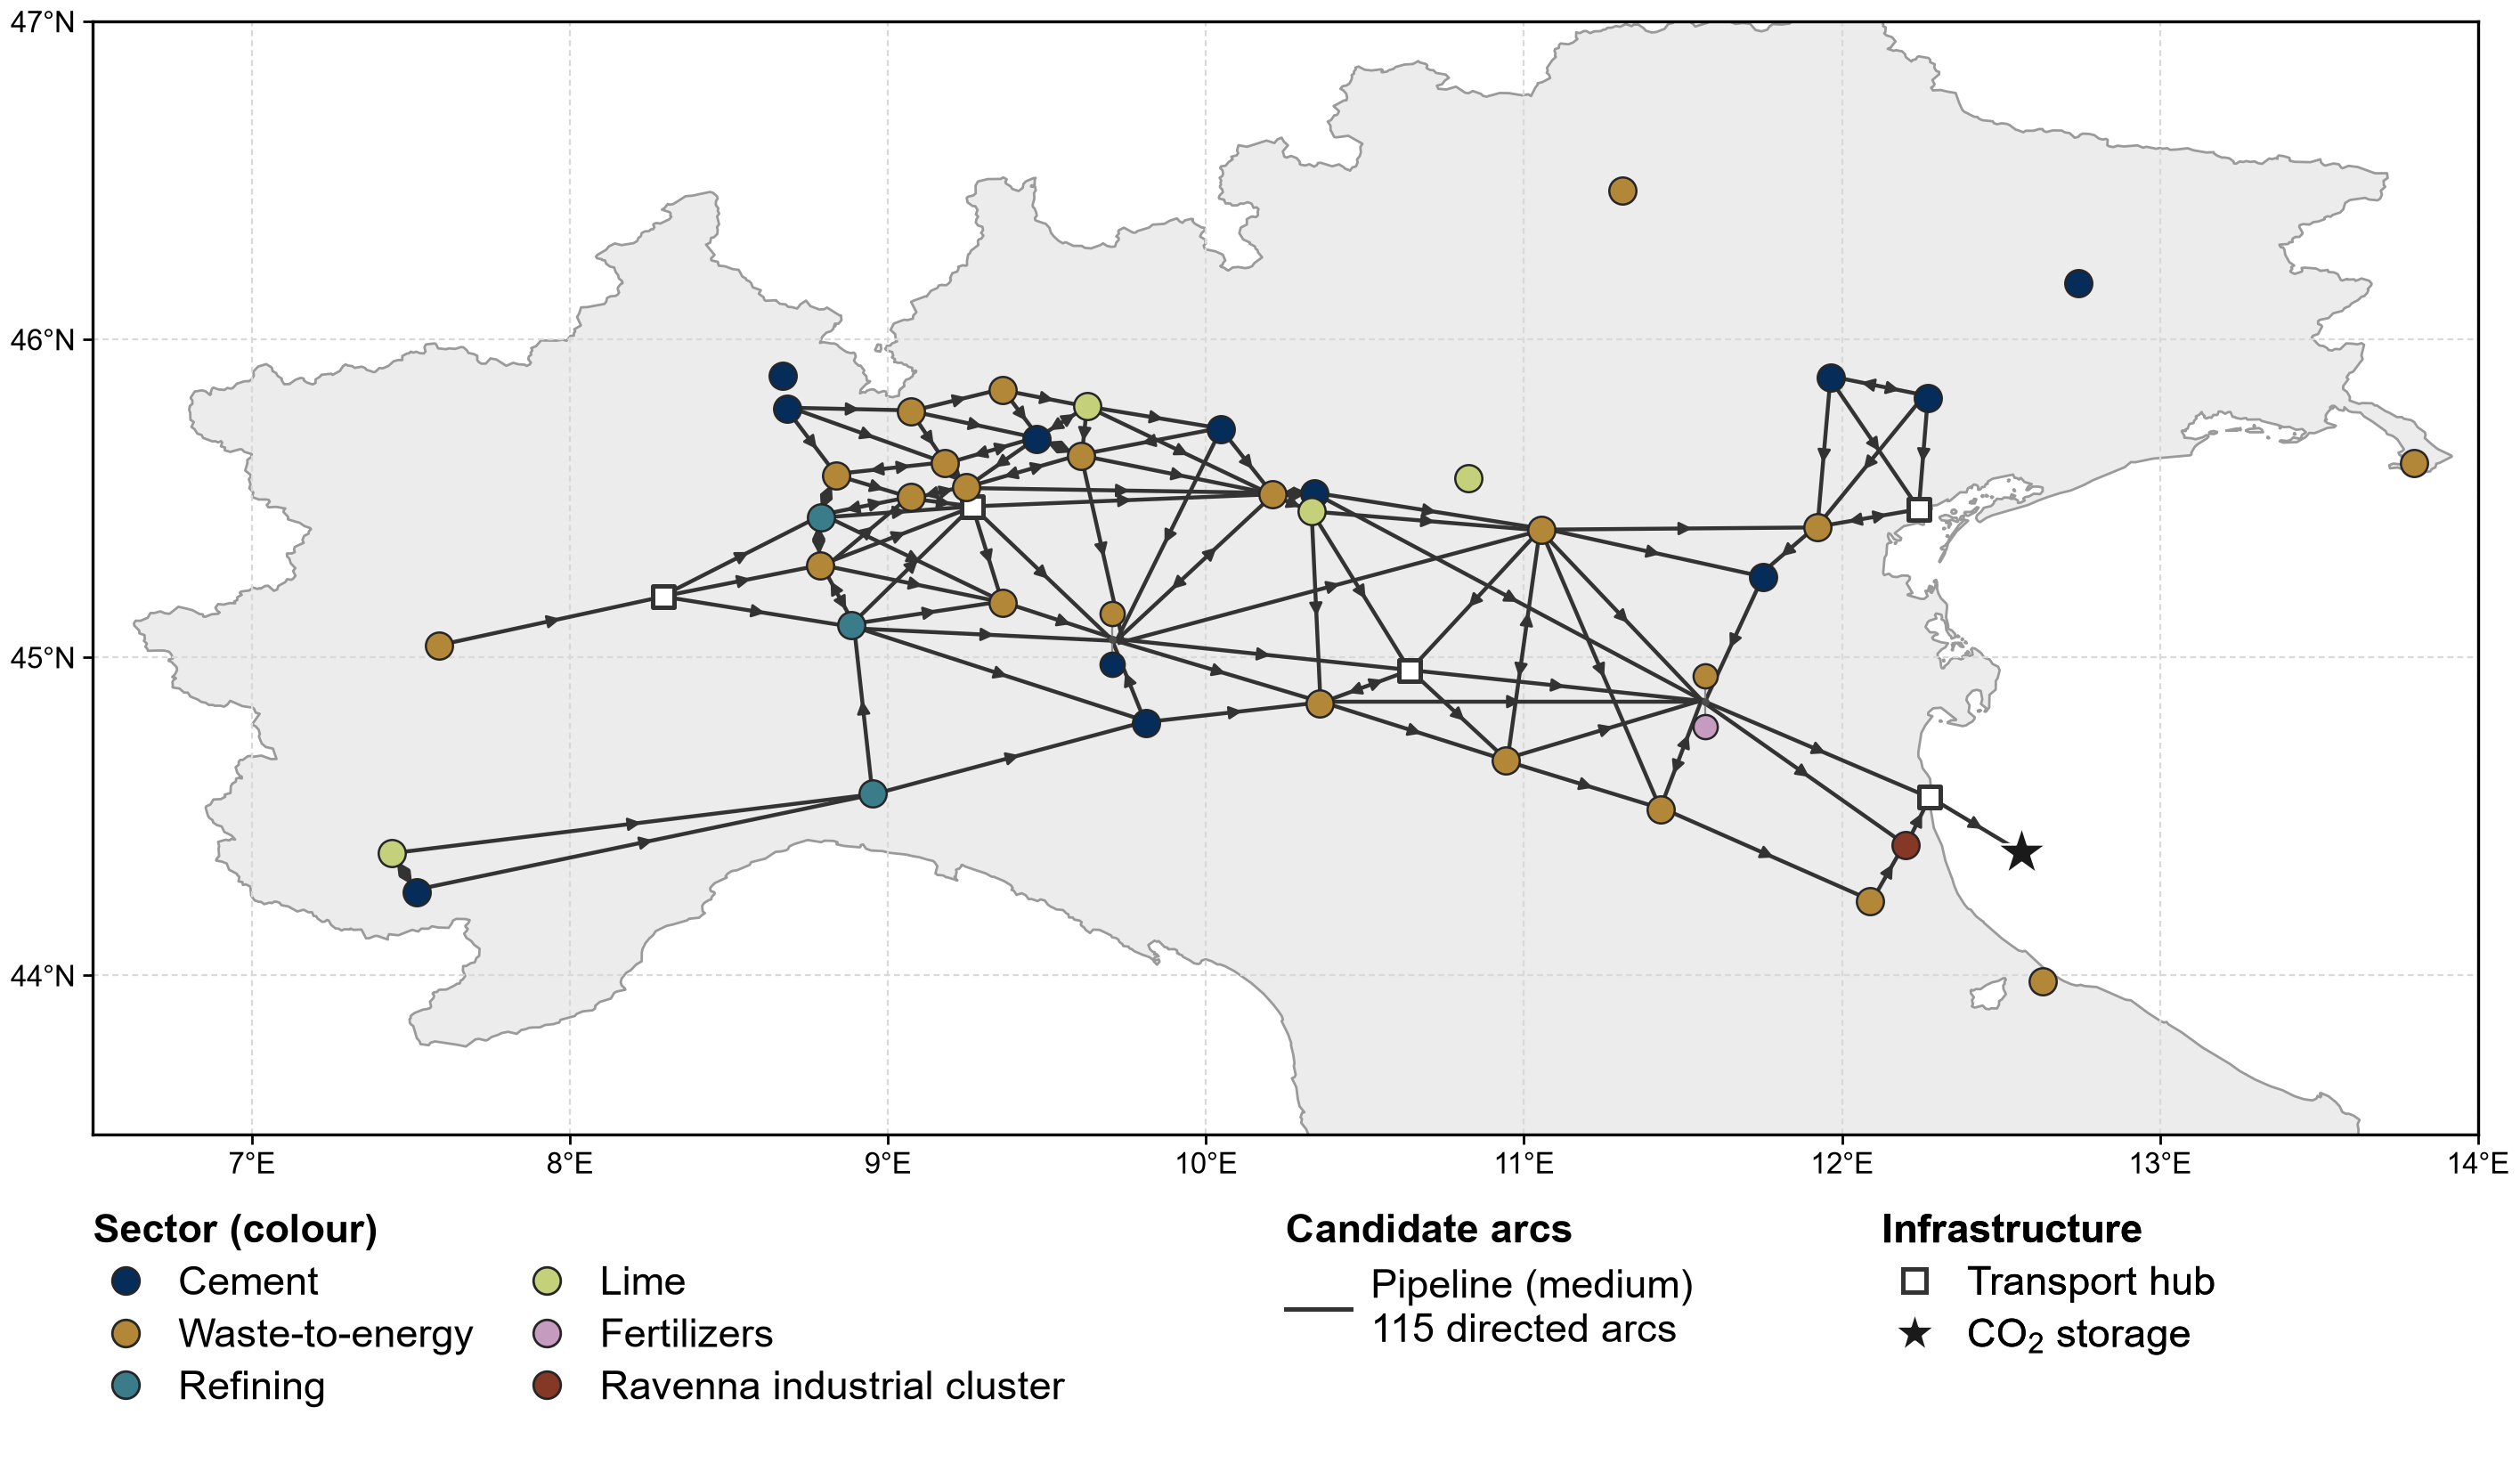 47°N
46°N
45°N
44°N
7°E 8°E 9°E 10°E 11°E 12°E 13°E 14°E
Sector (colour)
Cement
Waste-to-energy
Refining
Lime
Fertilizers
Ravenna industrial cluster
Candidate arcs
Pipeline (medium)
115 directed arcs
Infrastructure
Transport hub
CO₂ storage